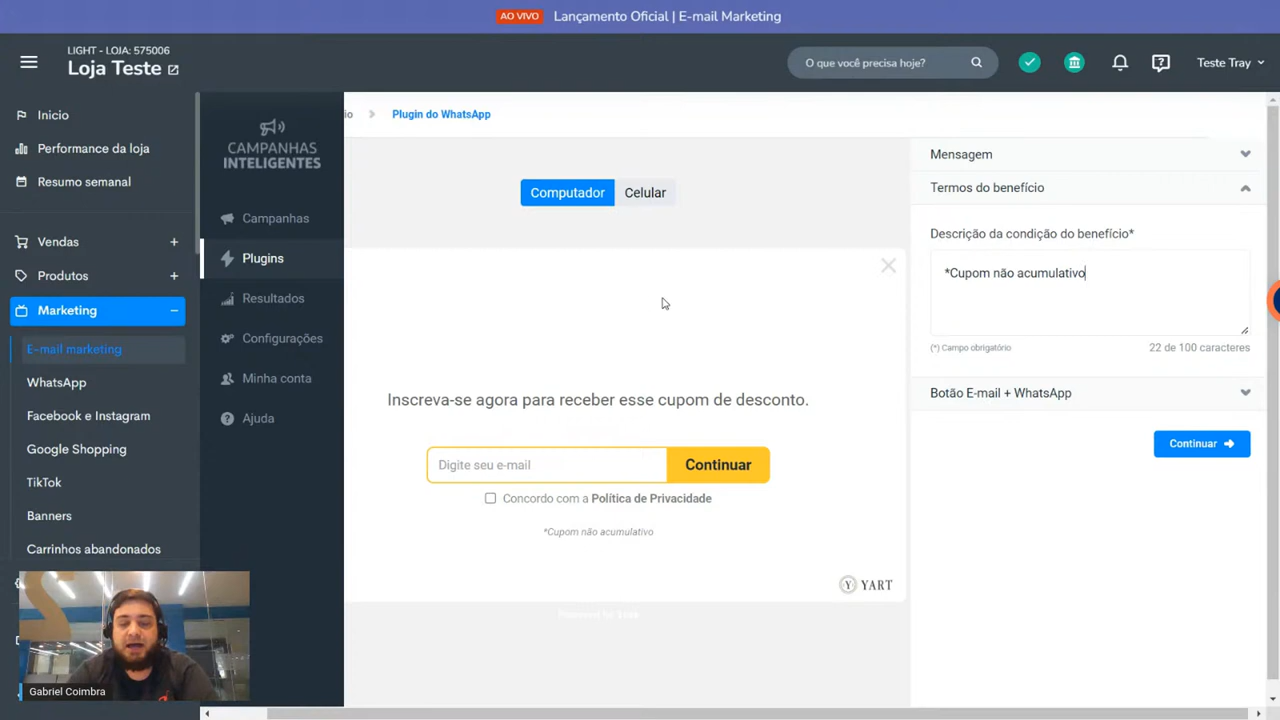 AO VIVO Lançamento Oficial | E-mail Marketing
LIGHT - LOJA: 575006
Loja Teste
O que você precisa hoje?
Teste Tray
Inicio
Performance da loja
Resumo semanal
Vendas
Produtos
Marketing
E-mail marketing
WhatsApp
Facebook e Instagram
Google Shopping
TikTok
Banners
Carrinhos abandonados
Gabriel Coimbra
CAMPANHAS
INTELIGENTES
Campanhas
Plugins
Resultados
Configurações
Minha conta
Ajuda
io > Plugin do WhatsApp
Computador Celular
Inscreva-se agora para receber esse cupom de desconto.
Digite seu e-mail Continuar
Concordo com a Política de Privacidade
*Cupom não acumulativo
Y YART
Mensagem
Termos do benefício
Descrição da condição do benefício*
*Cupom não acumulativo
(*) Campo obrigatório 22 de 100 caracteres
Botão E-mail + WhatsApp
Continuar